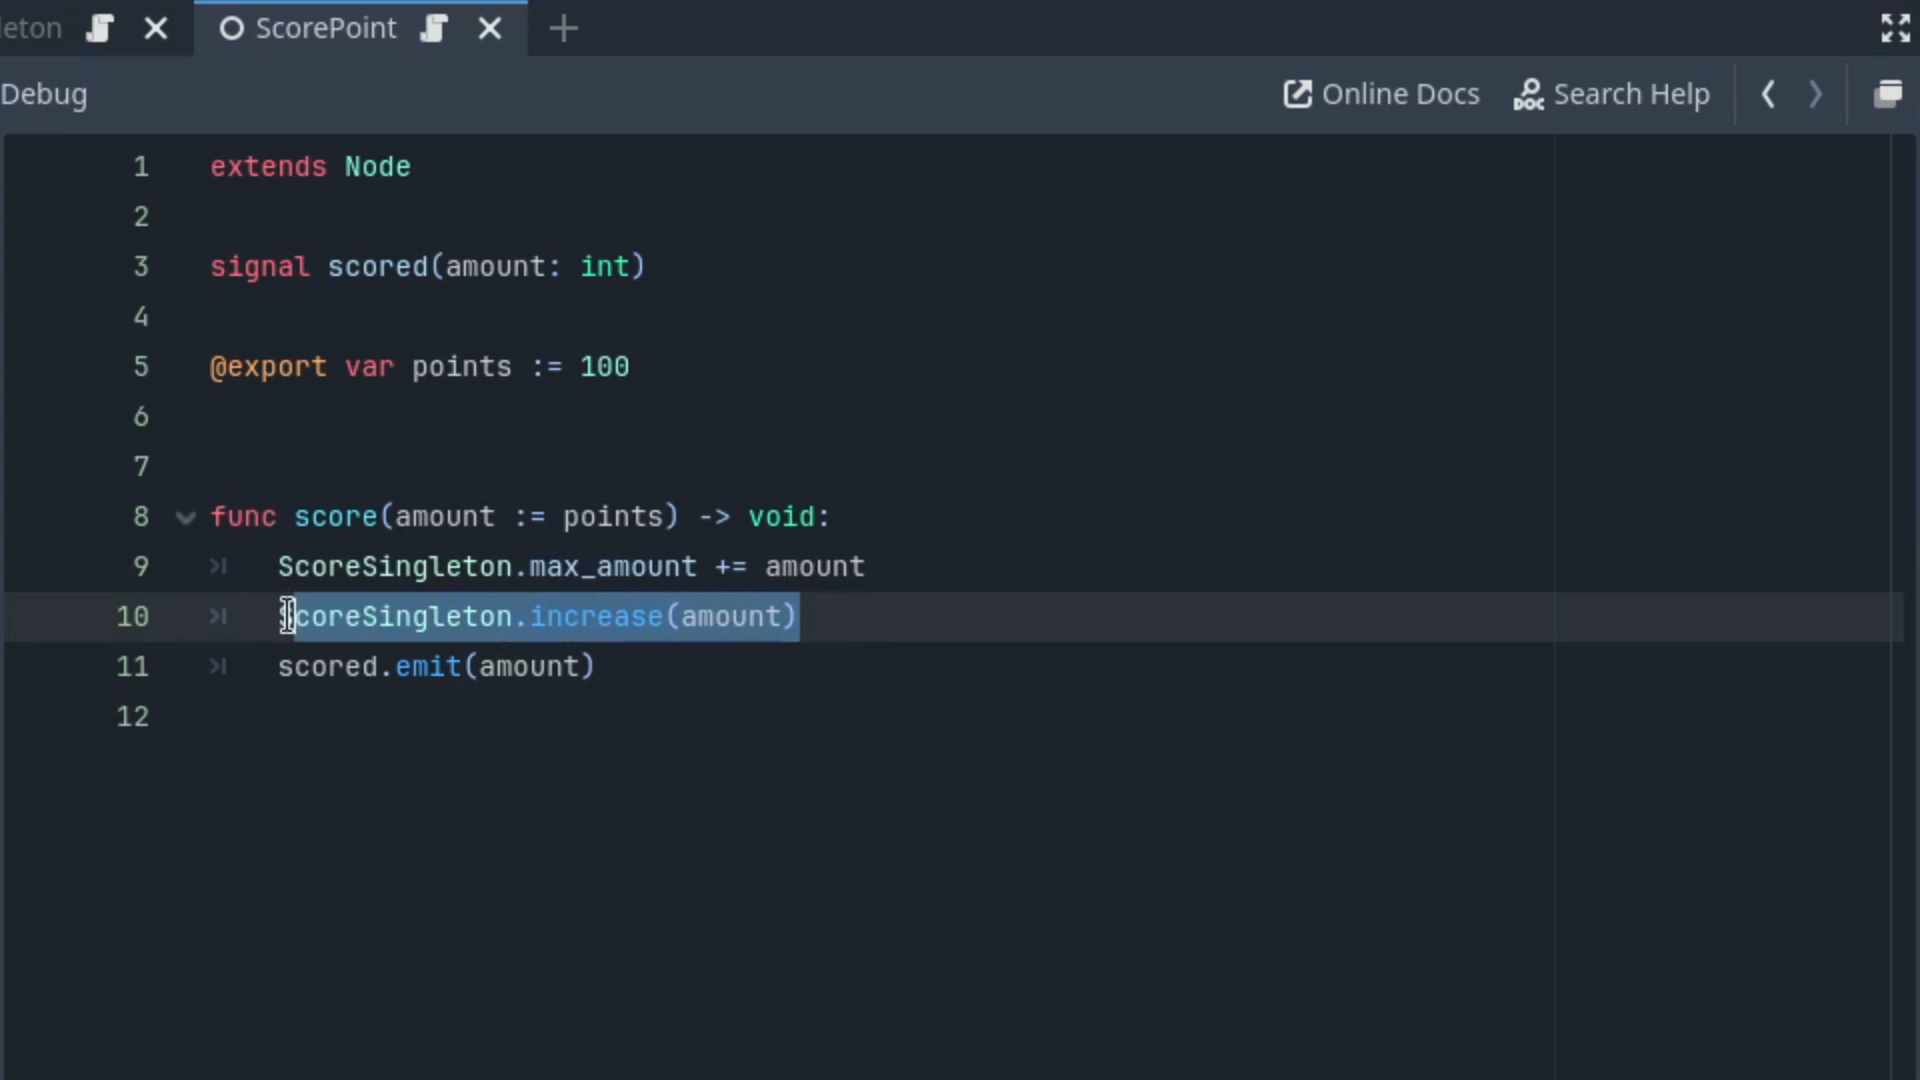 leton ScorePoint
Debug Online Docs DOC Search Help
1 extends Node
2
3 signal scored(amount: int)
4
5 @export var points := 100
6
7
8 func score(amount := points) -> void:
9 ScoreSingleton.max_amount += amount
10 ScoreSingleton.increase(amount)
11 scored.emit(amount)
12